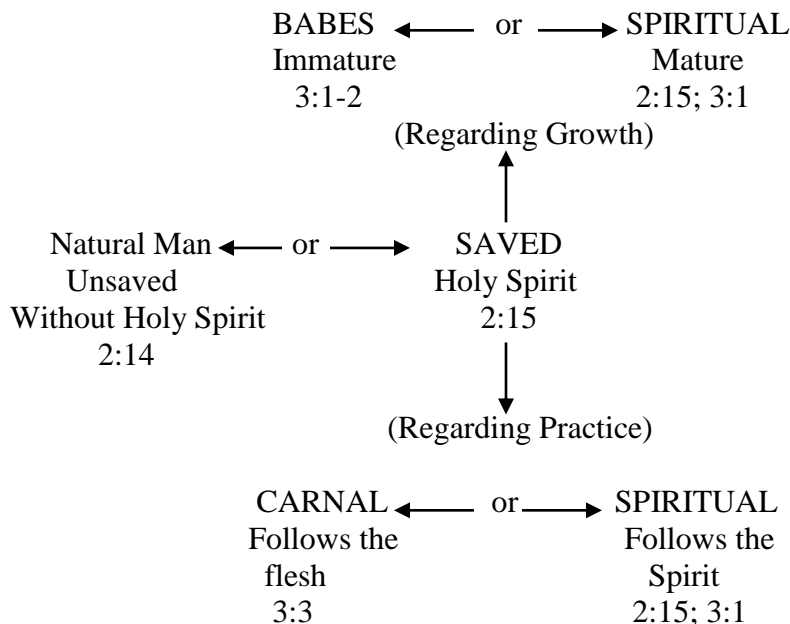 BABES or SPIRITUAL
Immature Mature
3:1-2 2:15; 3:1
(Regarding Growth)
Natural Man or SAVED
Unsaved Holy Spirit
Without Holy Spirit 2:15
2:14
(Regarding Practice)
CARNAL or SPIRITUAL
Follows the Follows the
flesh Spirit
3:3 2:15; 3:1